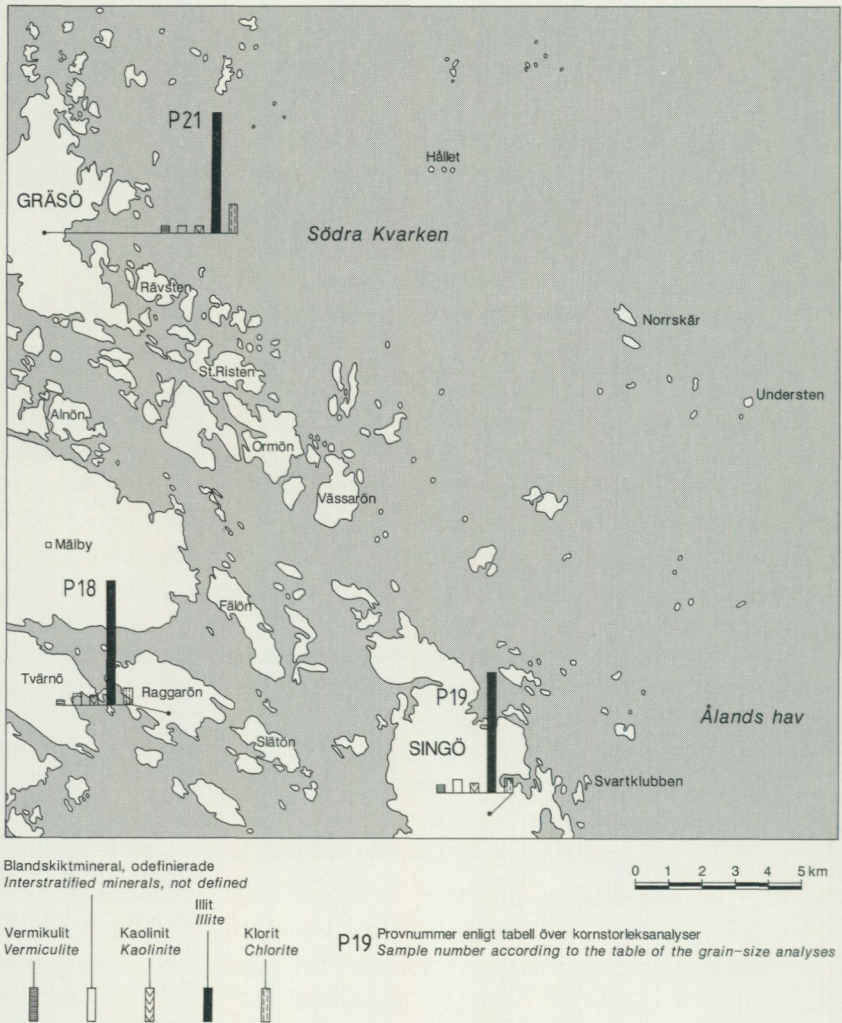 P21
Hållet
GRÄSÖ
Södra Kvarken
Rävsten
Norrskär
St.Risten
Understen
Alnön
Ormön
Vässarön
Mälby
P18
Fälön
Tvärnö
Raggarön
P19
Ålands hav
SINGÖ
Slätön
Svartklubben
Blandskiktmineral, odefinierade
Interstratified minerals, not defined
0 1 2 3 4 5 km
Illit
Illite
Vermikulit
Vermiculite
Kaolinit
Kaolinite
Klorit
Chlorite
P19 Provnummer enligt tabell över kornstorleksanalyser
Sample number according to the table of the grain-size analyses